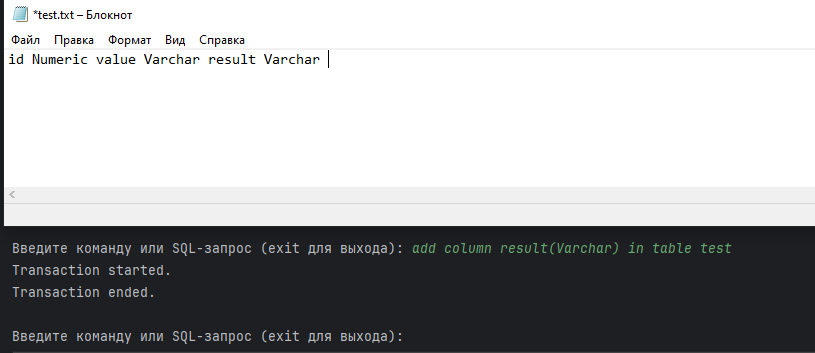 *test.txt – Блокнот
Файл Правка Формат Вид Справка
id Numeric value Varchar result Varchar
Введите команду или SQL-запрос (exit для выхода): add column result(Varchar) in table test
Transaction started.
Transaction ended.
Введите команду или SQL-запрос (exit для выхода):